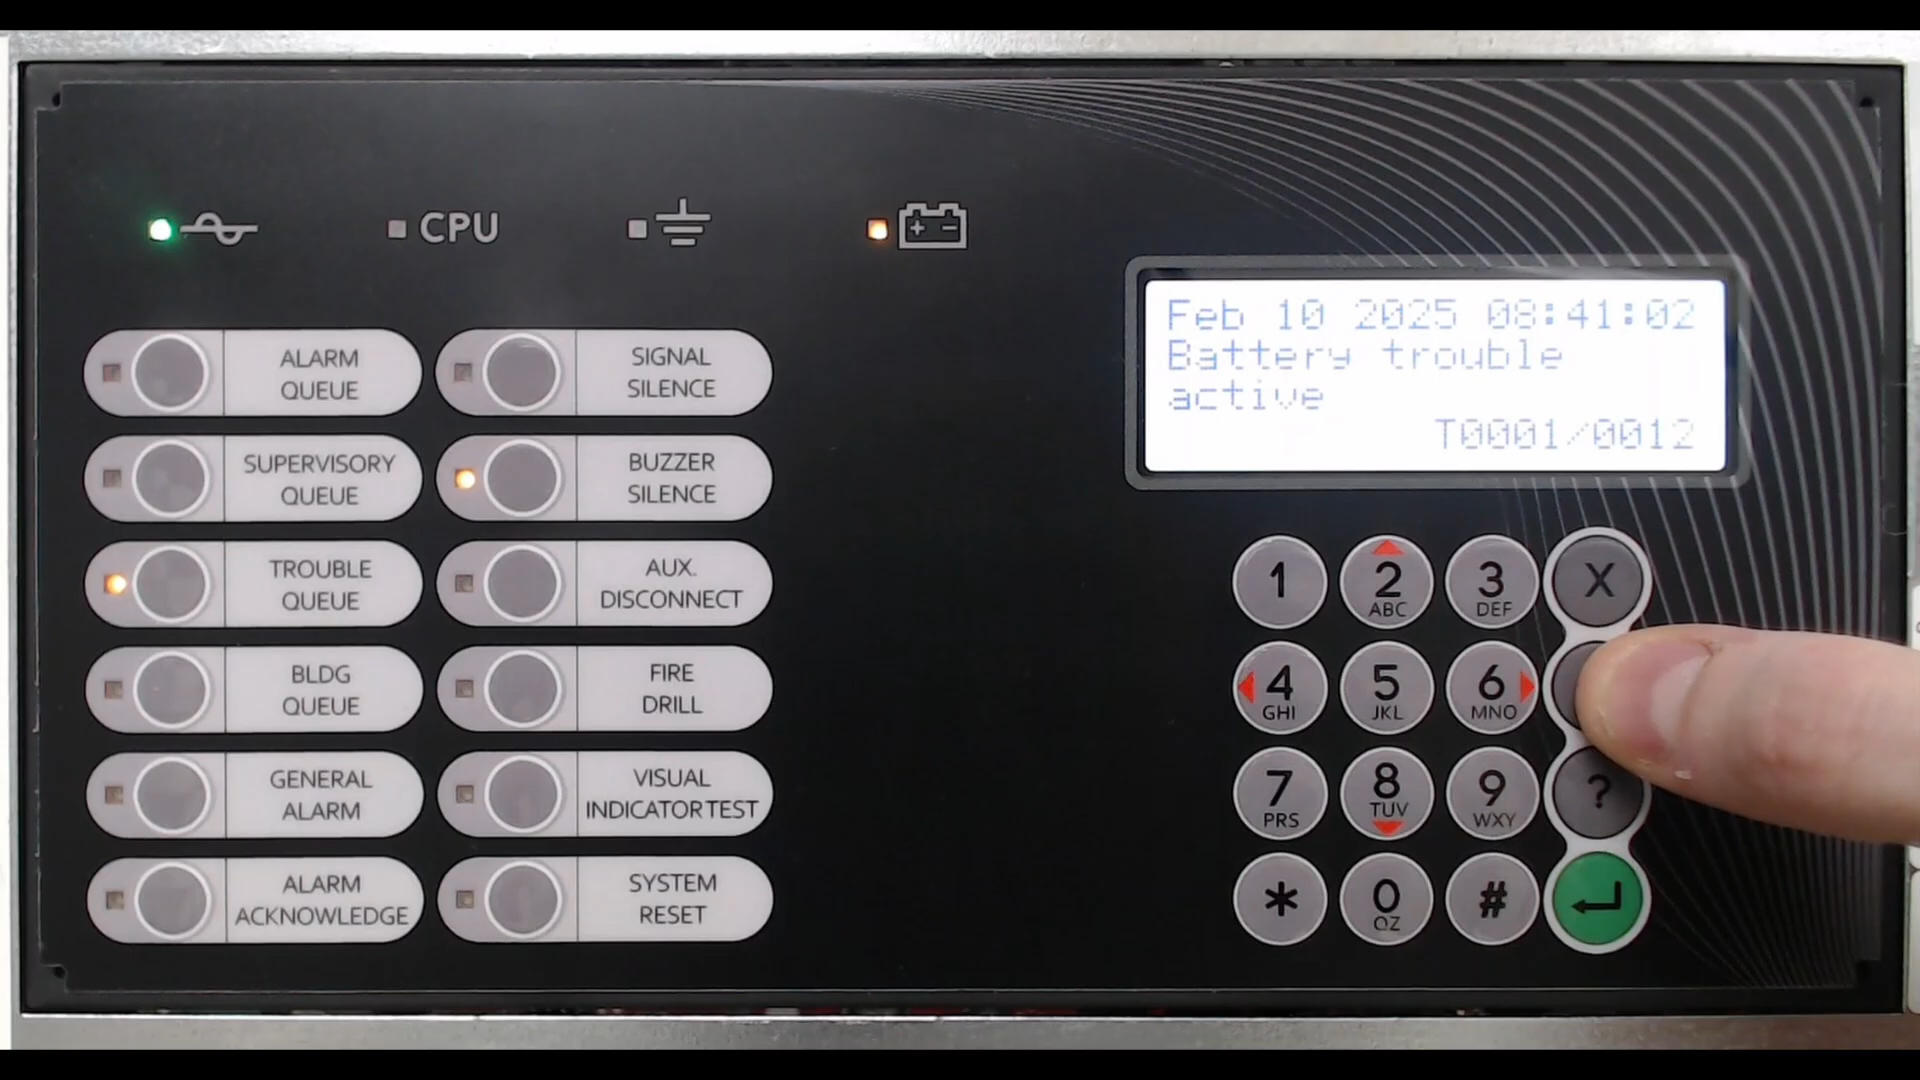 CPU
Feb 10 2025 08:41:02
Battery trouble
active
T0001/0012
ALARM
QUEUE
SIGNAL
SILENCE
SUPERVISORY
QUEUE
BUZZER
SILENCE
TROUBLE
QUEUE
AUX.
DISCONNECT
BLDG
QUEUE
FIRE
DRILL
GENERAL
ALARM
VISUAL
INDICATOR TEST
ALARM
ACKNOWLEDGE
SYSTEM
RESET
1 2 3 X
ABC DEF
4 5 6
GHI JKL MNO
7 8 9 ?
PRS TUV WXY
* 0 #
QZ